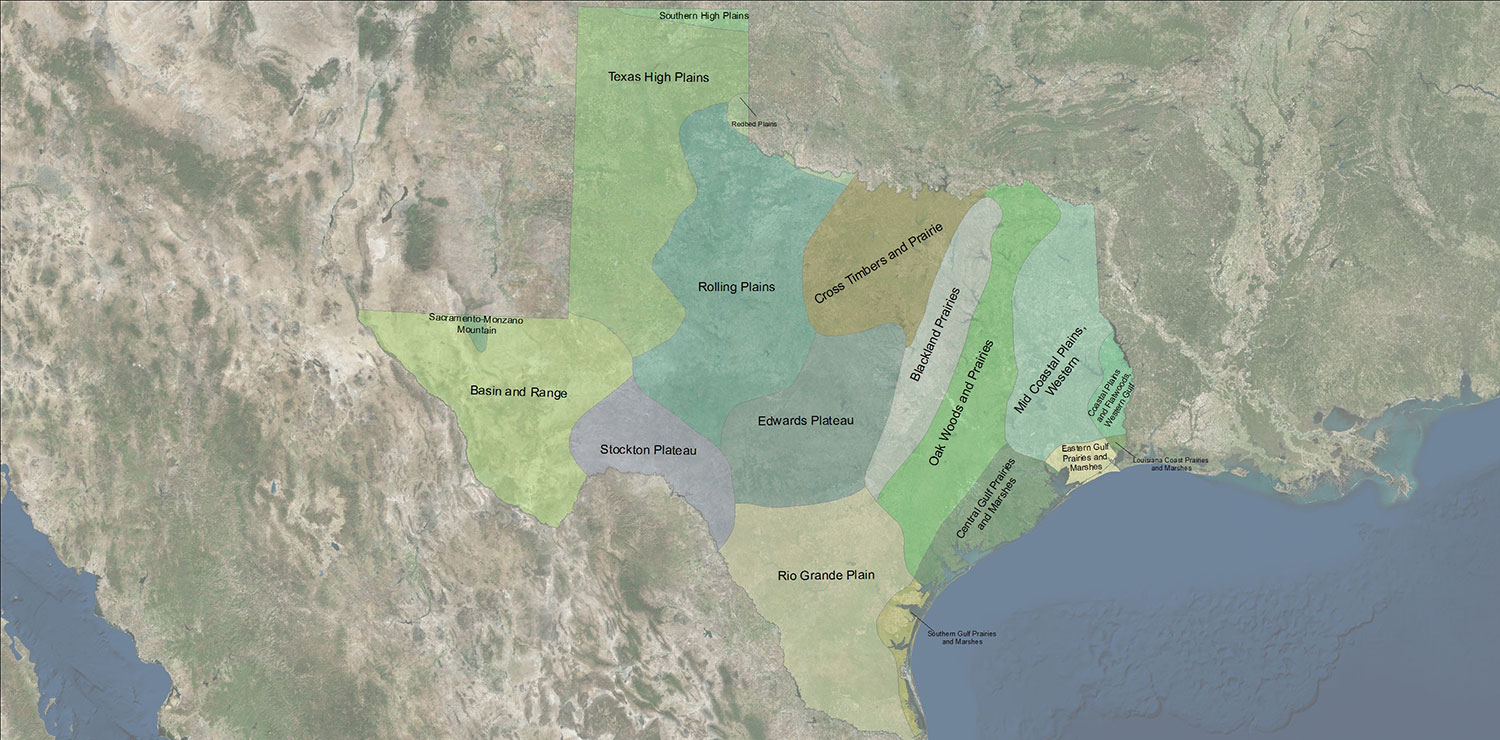 Southern High Plains
Texas High Plains
Redbed Plains
Cross Timbers and Prairie
Rolling Plains
Blackland Prairies
Sacramento-Monzano
Mountain
Oak Woods and Prairies
Mid Coastal Plains,
Western
Coastal Plains
and Flatwoods,
Western Gulf
Basin and Range
Edwards Plateau
Stockton Plateau
Eastern Gulf
Prairies and
Marshes
Louisiana Coast Prairies
and Marshes
Central Gulf Prairies
and Marshes
Rio Grande Plain
Southern Gulf Prairies
and Marshes